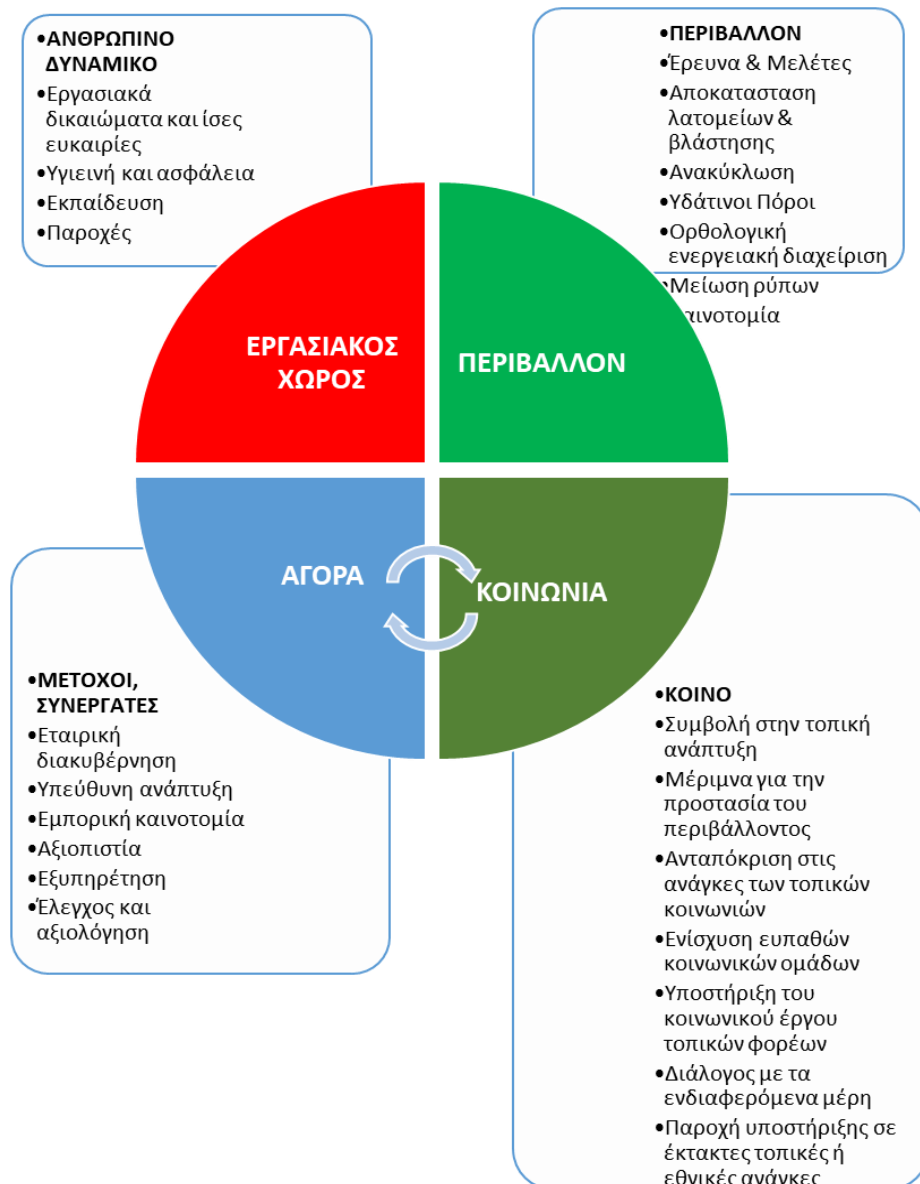 •ΑΝΘΡΩΠΙΝΟ
ΔΥΝΑΜΙΚΟ
•Εργασιακά
δικαιώματα και ίσες
ευκαιρίες
•Υγιεινή και ασφάλεια
•Εκπαίδευση
•Παροχές
•ΠΕΡΙΒΑΛΛΟΝ
•Έρευνα & Μελέτες
•Αποκατασταση
λατομείων &
βλάστησης
•Ανακύκλωση
•Υδάτινοι Πόροι
•Ορθολογική
ενεργειακή διαχείριση
•Μείωση ρύπων
αινοτομία
ΕΡΓΑΣΙΑΚΟΣ
ΧΩΡΟΣ
ΠΕΡΙΒΑΛΛΟΝ
ΑΓΟΡΑ
ΚΟΙΝΩΝΙΑ
•ΜΕΤΟΧΟΙ,
ΣΥΝΕΡΓΑΤΕΣ
•Εταιρική
διακυβέρνηση
•Υπεύθυνη ανάπτυξη
•Εμπορική καινοτομία
•Αξιοπιστία
•Εξυπηρέτηση
•Έλεγχος και
αξιολόγηση
•ΚΟΙΝΟ
•Συμβολή στην τοπική
ανάπτυξη
•Μέριμνα για την
προστασία του
περιβάλλοντος
•Ανταπόκριση στις
ανάγκες των τοπικών
κοινωνιών
•Ενίσχυση ευπαθών
κοινωνικών ομάδων
•Υποστήριξη του
κοινωνικού έργου
τοπικών φορέων
•Διάλογος με τα
ενδιαφερόμενα μέρη
•Παροχή υποστήριξης σε
έκτακτες τοπικές ή
εθνικές ανάγκες